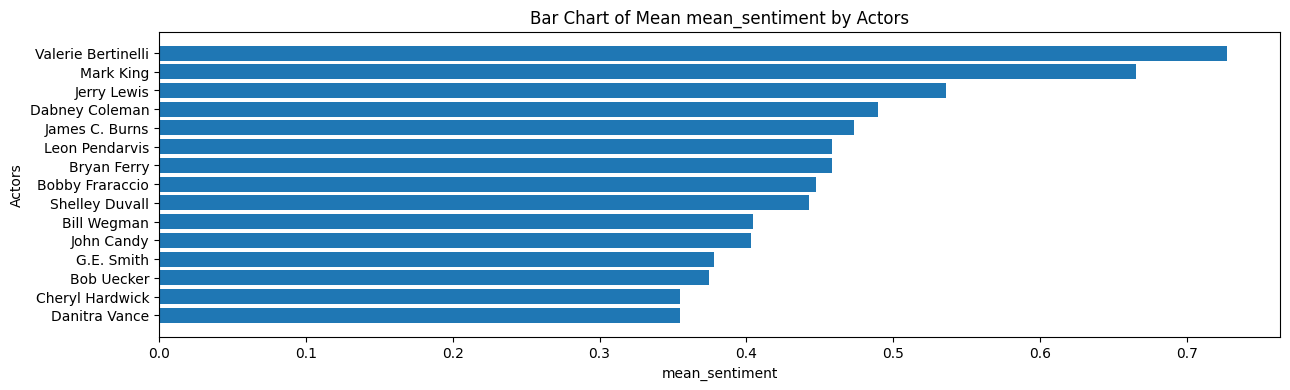 Bar Chart of Mean mean_sentiment by Actors
Valerie Bertinelli
Mark King
Jerry Lewis
Dabney Coleman
James C. Burns
Leon Pendarvis
Bryan Ferry
Bobby Fraraccio
Shelley Duvall
Bill Wegman
John Candy
G.E. Smith
Bob Uecker
Cheryl Hardwick
Danitra Vance
Actors
0.0 0.1 0.2 0.3 0.4 0.5 0.6 0.7
mean_sentiment